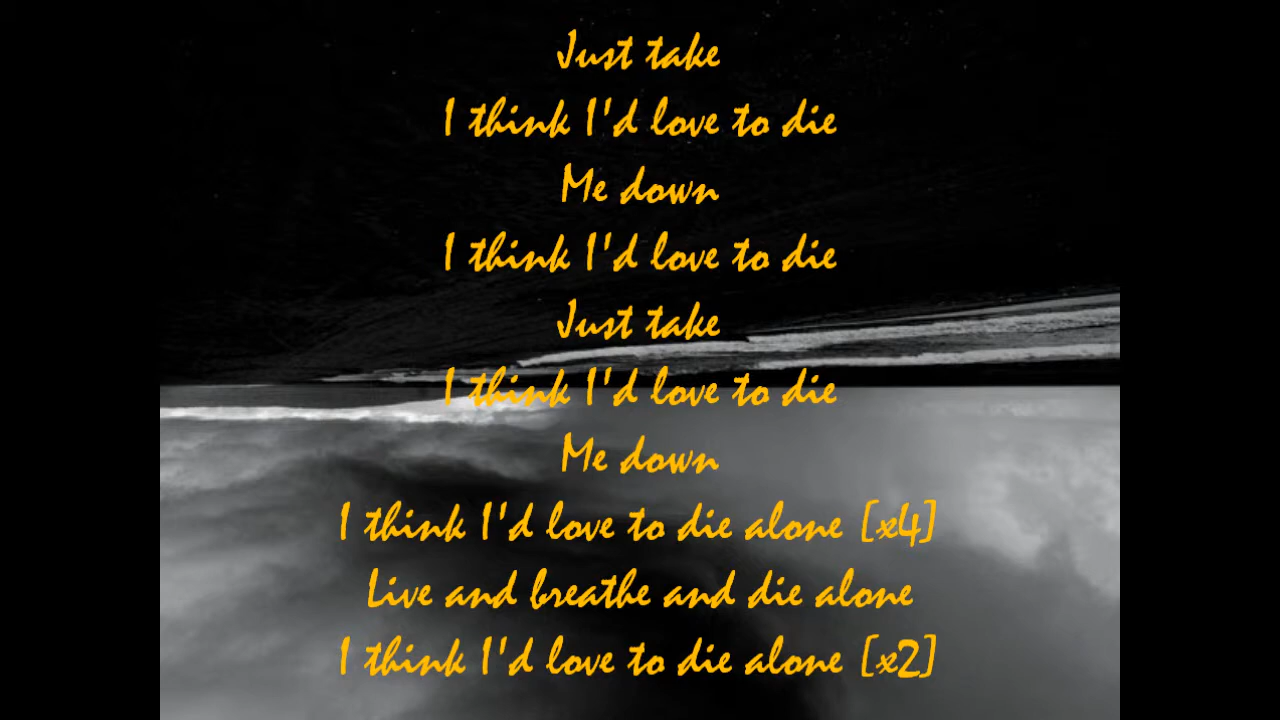 Just take
I think I'd love to die
Me down
I think I'd love to die
Just take
I think I'd love to die
Me down
I think I'd love to die alone [x4]
Live and breathe and die alone
I think I'd love to die alone [x2]